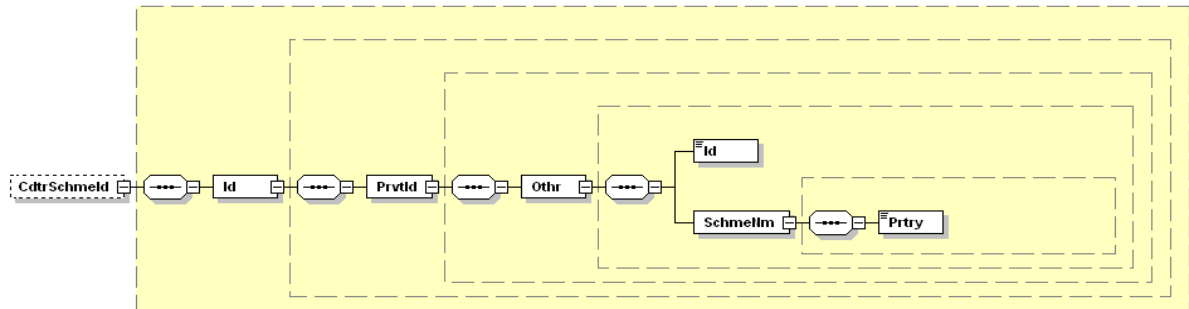 Id
CdtrSchmeId
Id
PrvtId
Othr
SchmeNm
Prtry